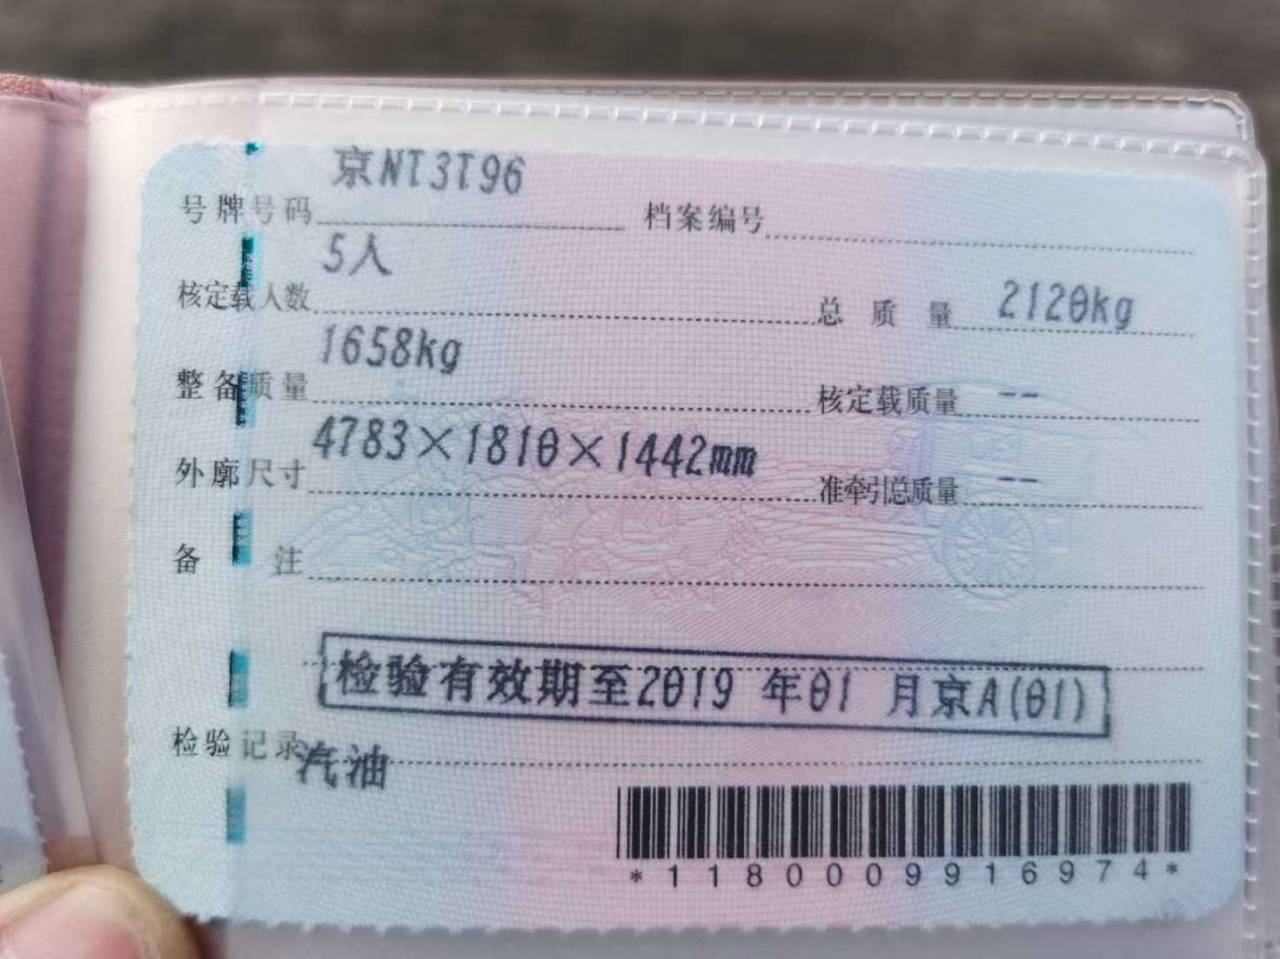 号牌号码 京NT3T96 档案编号
核定载人数 5人 总质量 2120kg
整备质量 1658kg 核定载质量 --
外廓尺寸 4783×1810×1442mm 准牵引总质量 --
备注
检验有效期至2019年01月京A(01)
检验记录
汽油
*1180009916974*